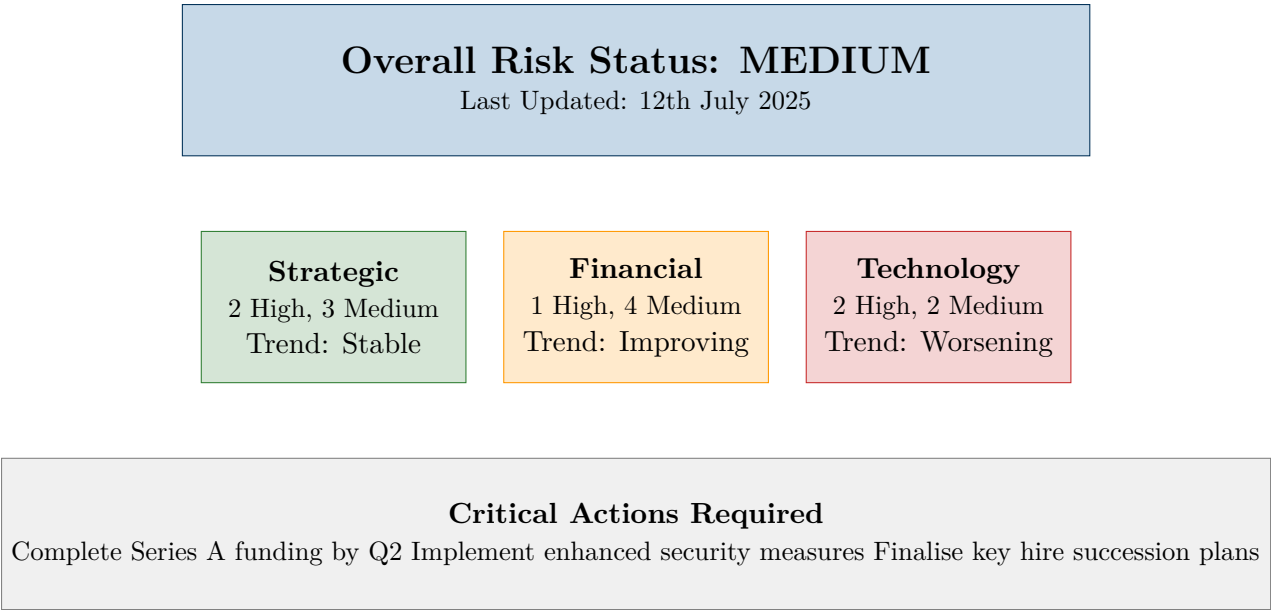 Overall Risk Status: MEDIUM
Last Updated: 12th July 2025
Strategic
2 High, 3 Medium
Trend: Stable
Financial
1 High, 4 Medium
Trend: Improving
Technology
2 High, 2 Medium
Trend: Worsening
Critical Actions Required
Complete Series A funding by Q2 Implement enhanced security measures Finalise key hire succession plans